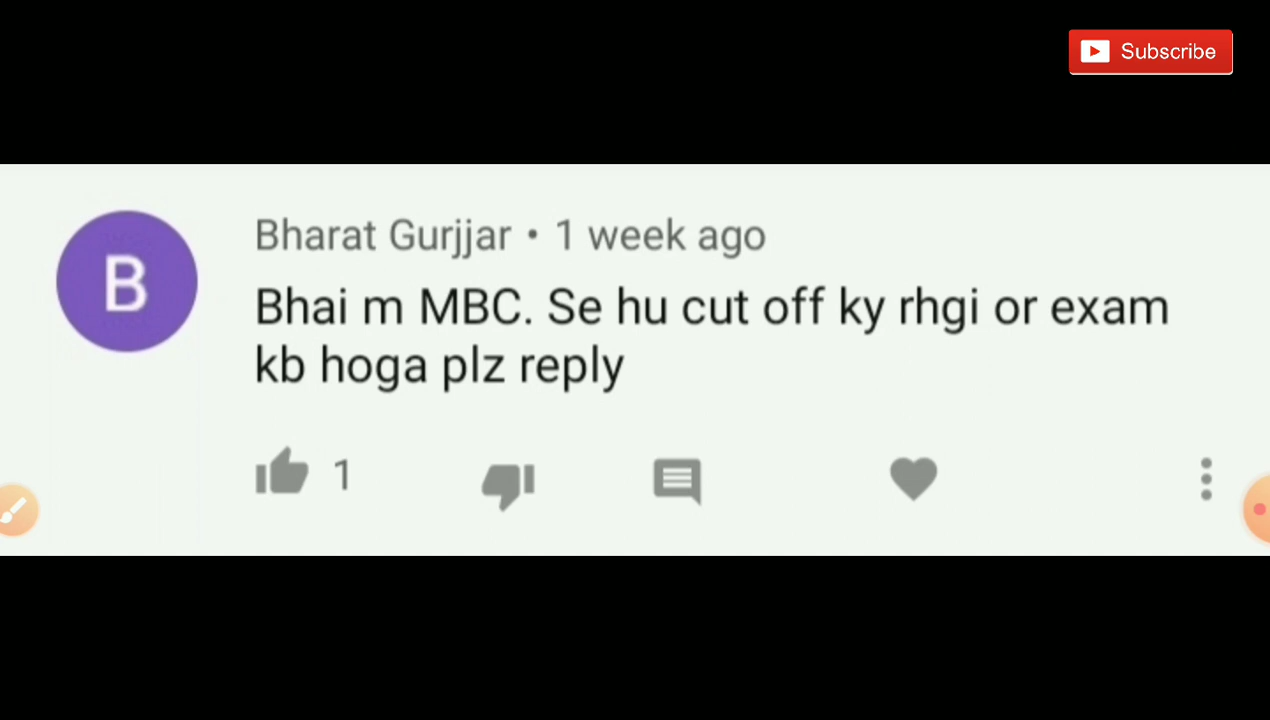 Subscribe
B
Bharat Gurjjar • 1 week ago
Bhai m MBC. Se hu cut off ky rhgi or exam
kb hoga plz reply
1